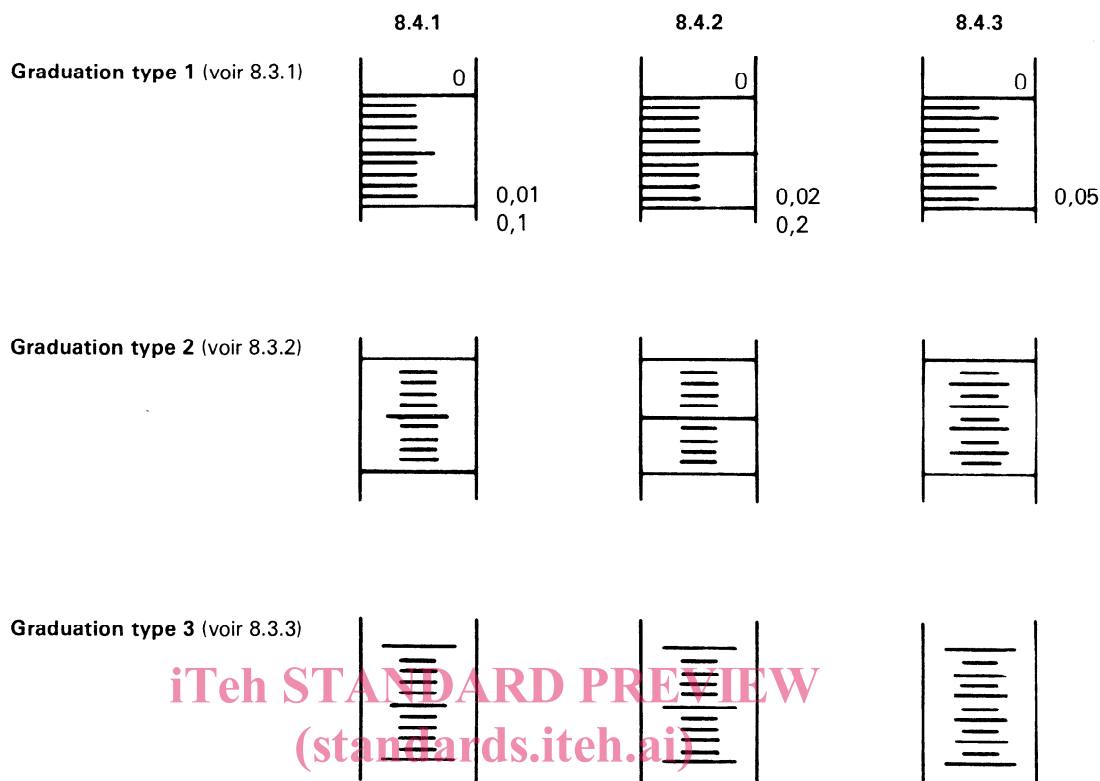 8.4.1 8.4.2 8.4.3
Graduation type 1 (voir 8.3.1)
0 0 0
0,01 0,02 0,05
0,1 0,2
Graduation type 2 (voir 8.3.2)
Graduation type 3 (voir 8.3.3)
iTeh STANDARD PREVIEW
(standards.iteh.ai)